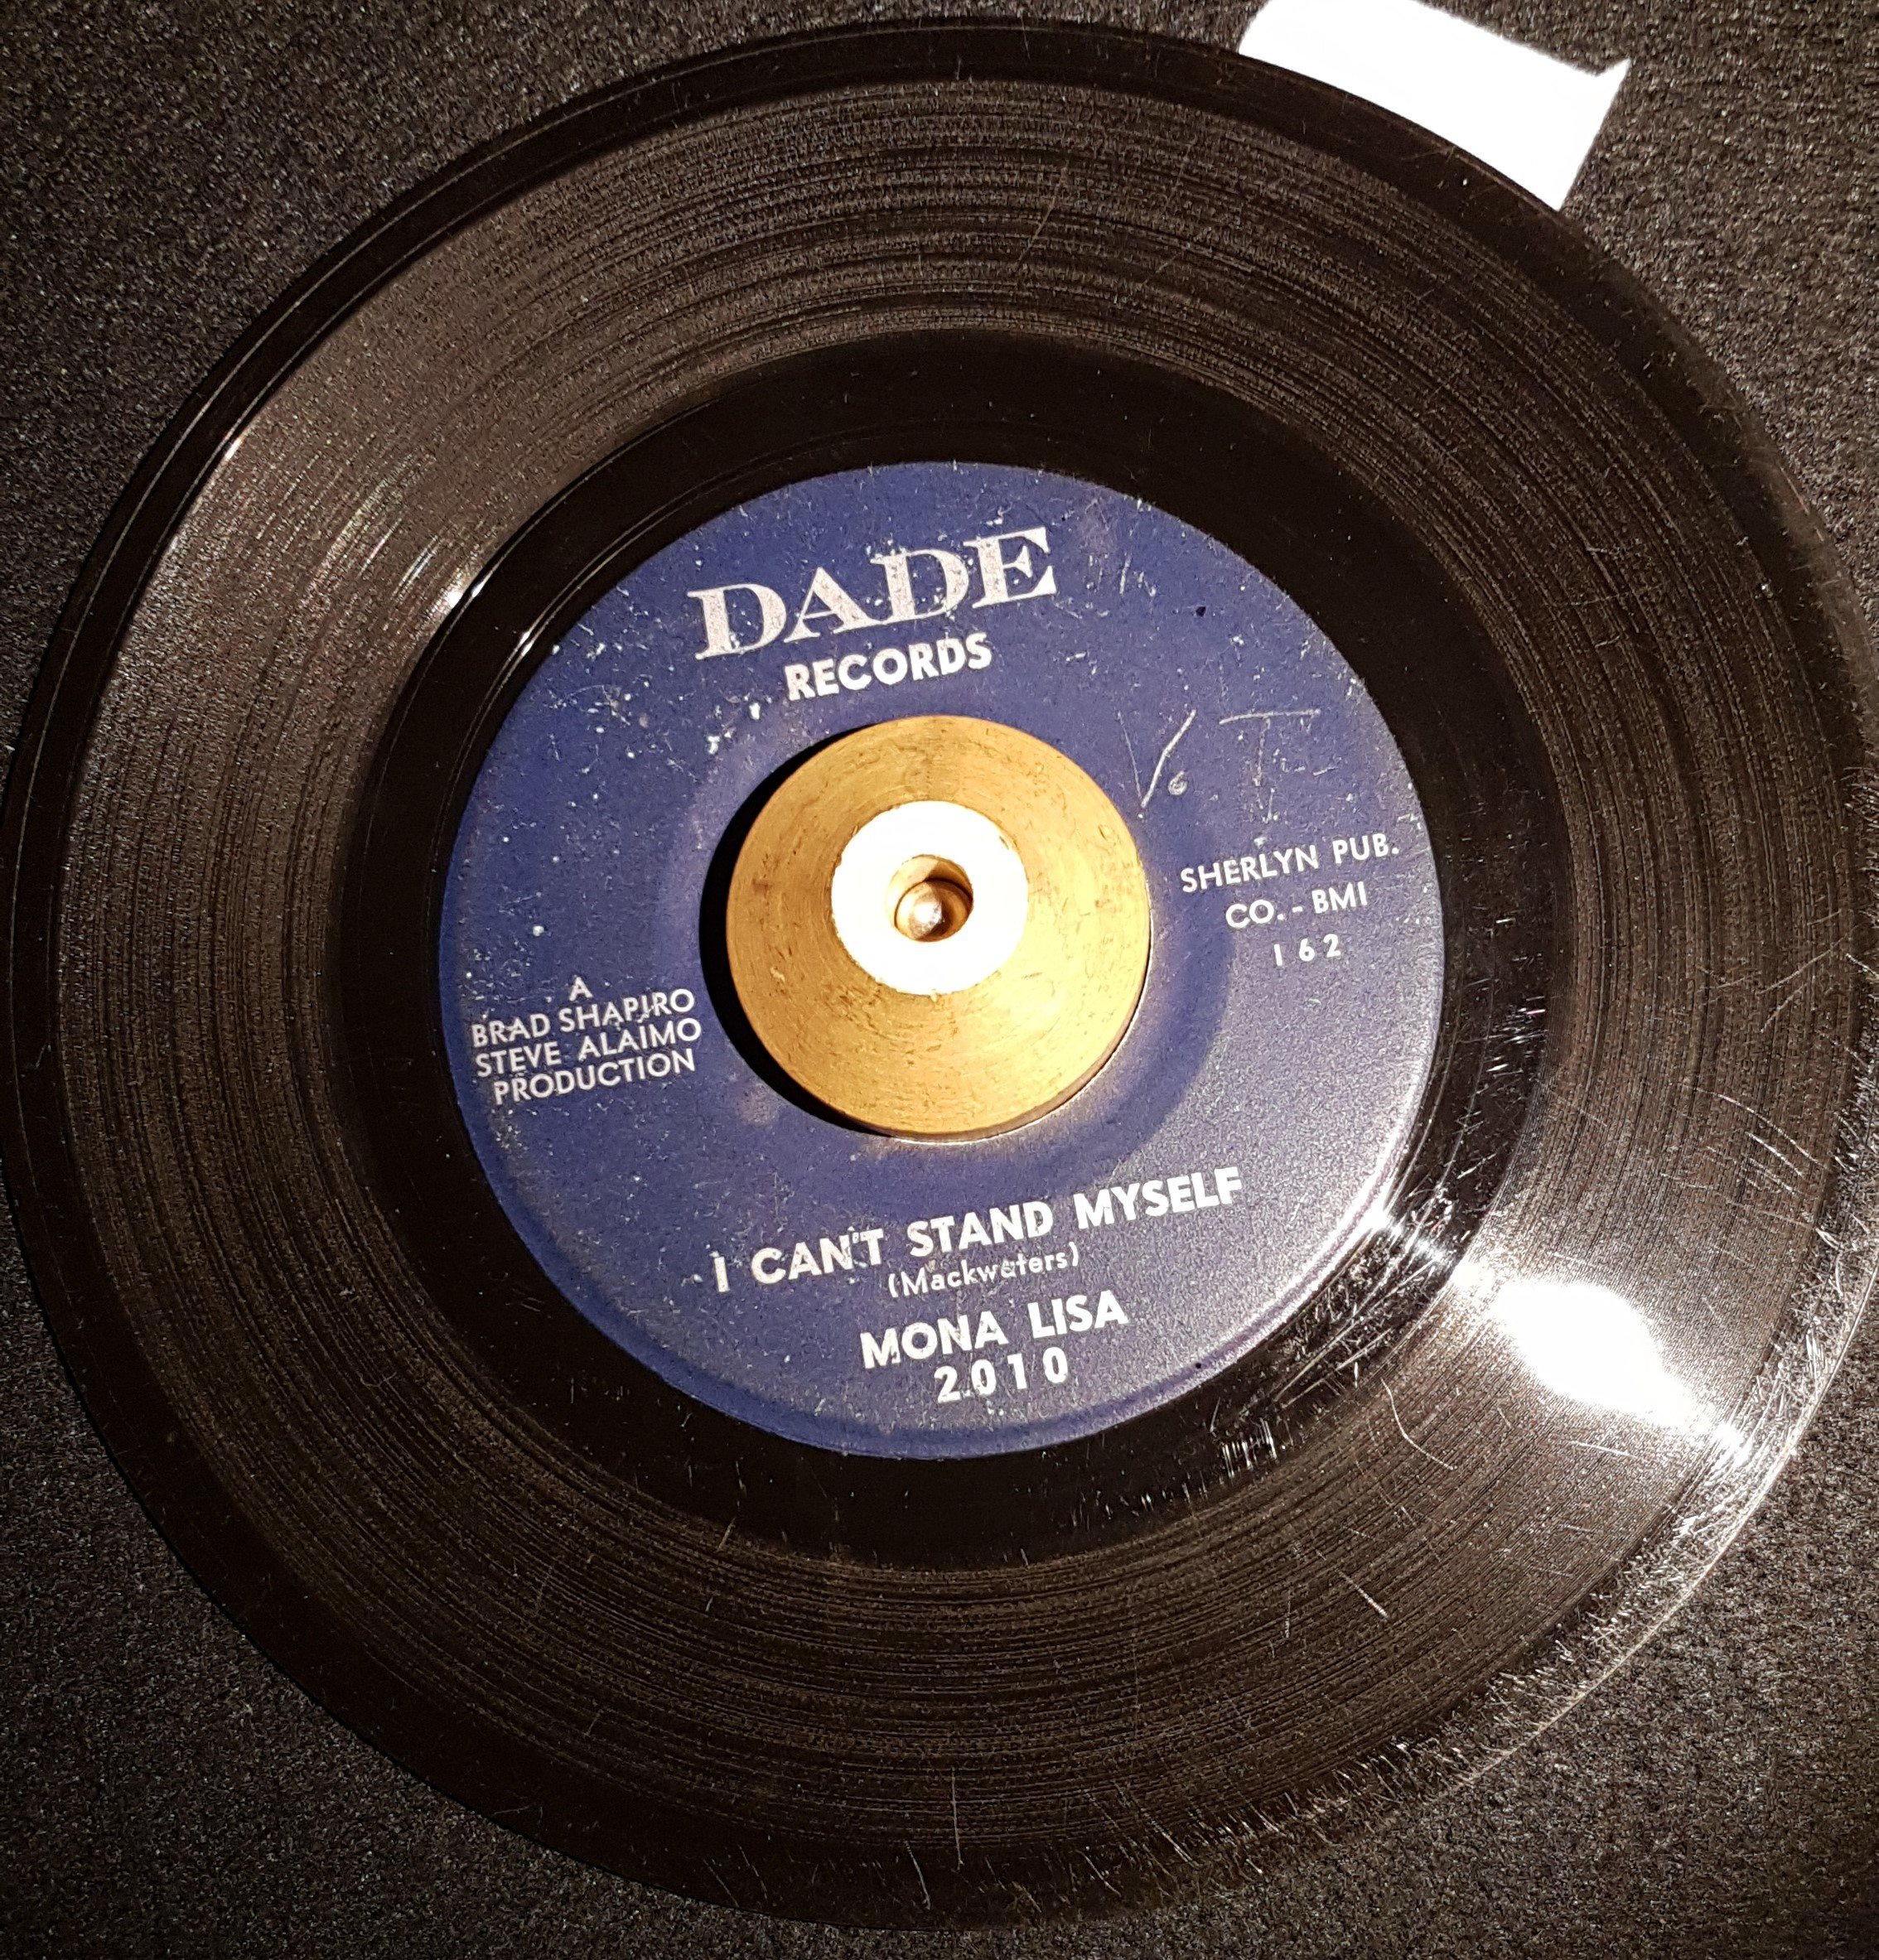 DADE
RECORDS
SHERLYN PUB.
CO. - BMI
162
A
BRAD SHAPIRO
STEVE ALAIMO
PRODUCTION
I CAN'T STAND MYSELF
(Mackwaters)
MONA LISA
2010